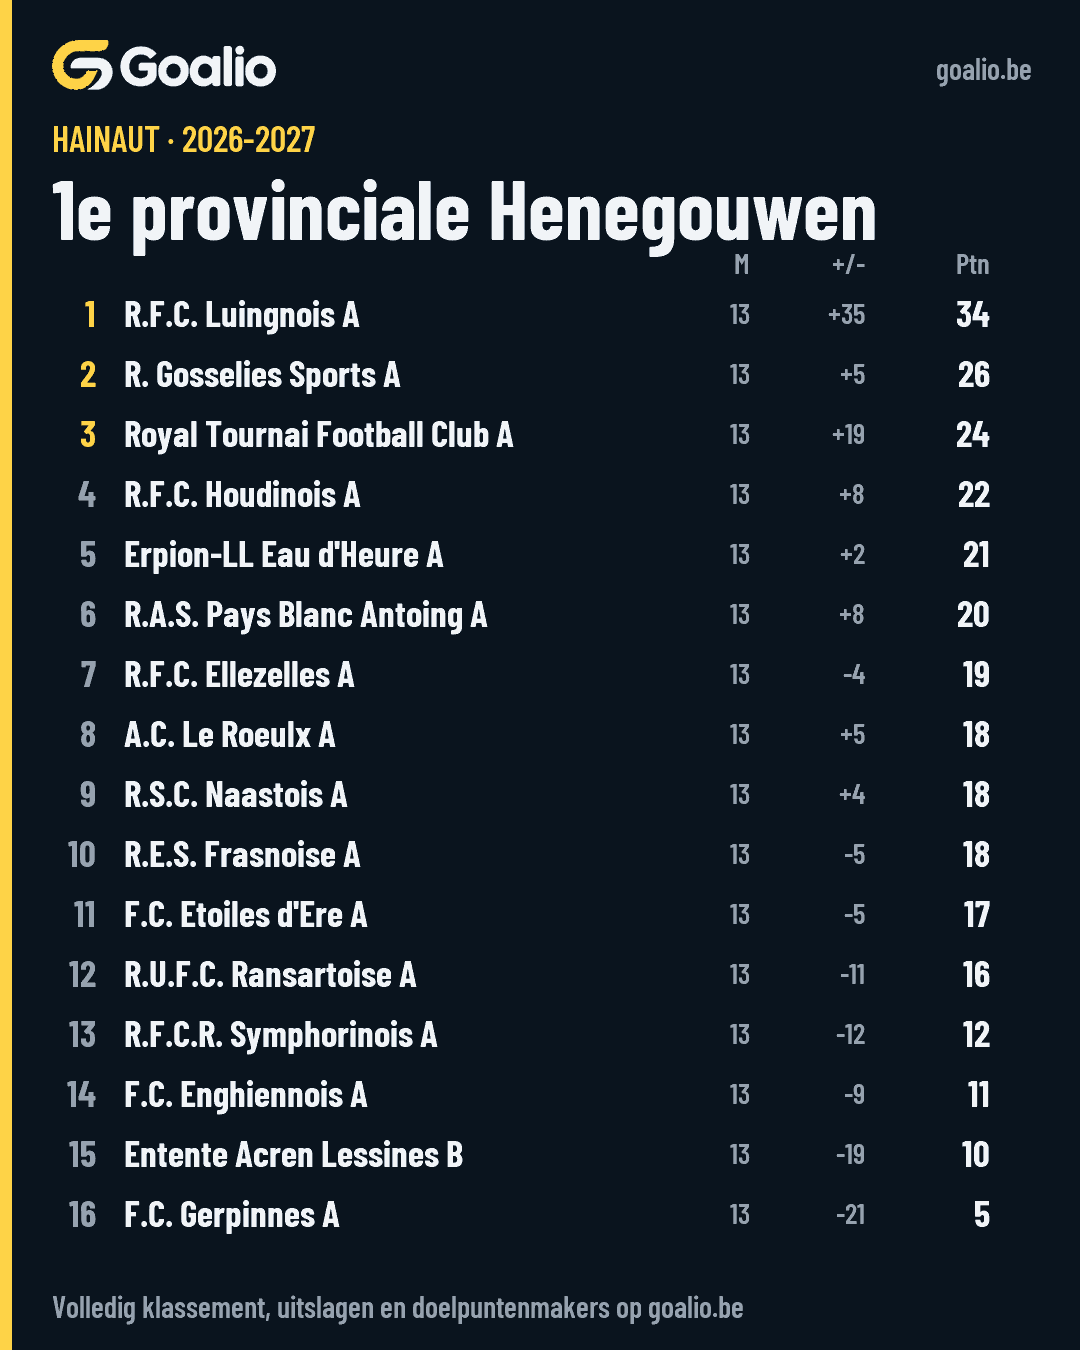 Goalio
goalio.be
HAINAUT · 2026-2027
1e provinciale Henegouwen
M +/- Ptn
1 R.F.C. Luingnois A 13 +35 34
2 R. Gosselies Sports A 13 +5 26
3 Royal Tournai Football Club A 13 +19 24
4 R.F.C. Houdinois A 13 +8 22
5 Erpion-LL Eau d'Heure A 13 +2 21
6 R.A.S. Pays Blanc Antoing A 13 +8 20
7 R.F.C. Ellezelles A 13 -4 19
8 A.C. Le Roeulx A 13 +5 18
9 R.S.C. Naastois A 13 +4 18
10 R.E.S. Frasnoise A 13 -5 18
11 F.C. Etoiles d'Ere A 13 -5 17
12 R.U.F.C. Ransartoise A 13 -11 16
13 R.F.C.R. Symphorinois A 13 -12 12
14 F.C. Enghiennois A 13 -9 11
15 Entente Acren Lessines B 13 -19 10
16 F.C. Gerpinnes A 13 -21 5
Volledig klassement, uitslagen en doelpuntenmakers op goalio.be